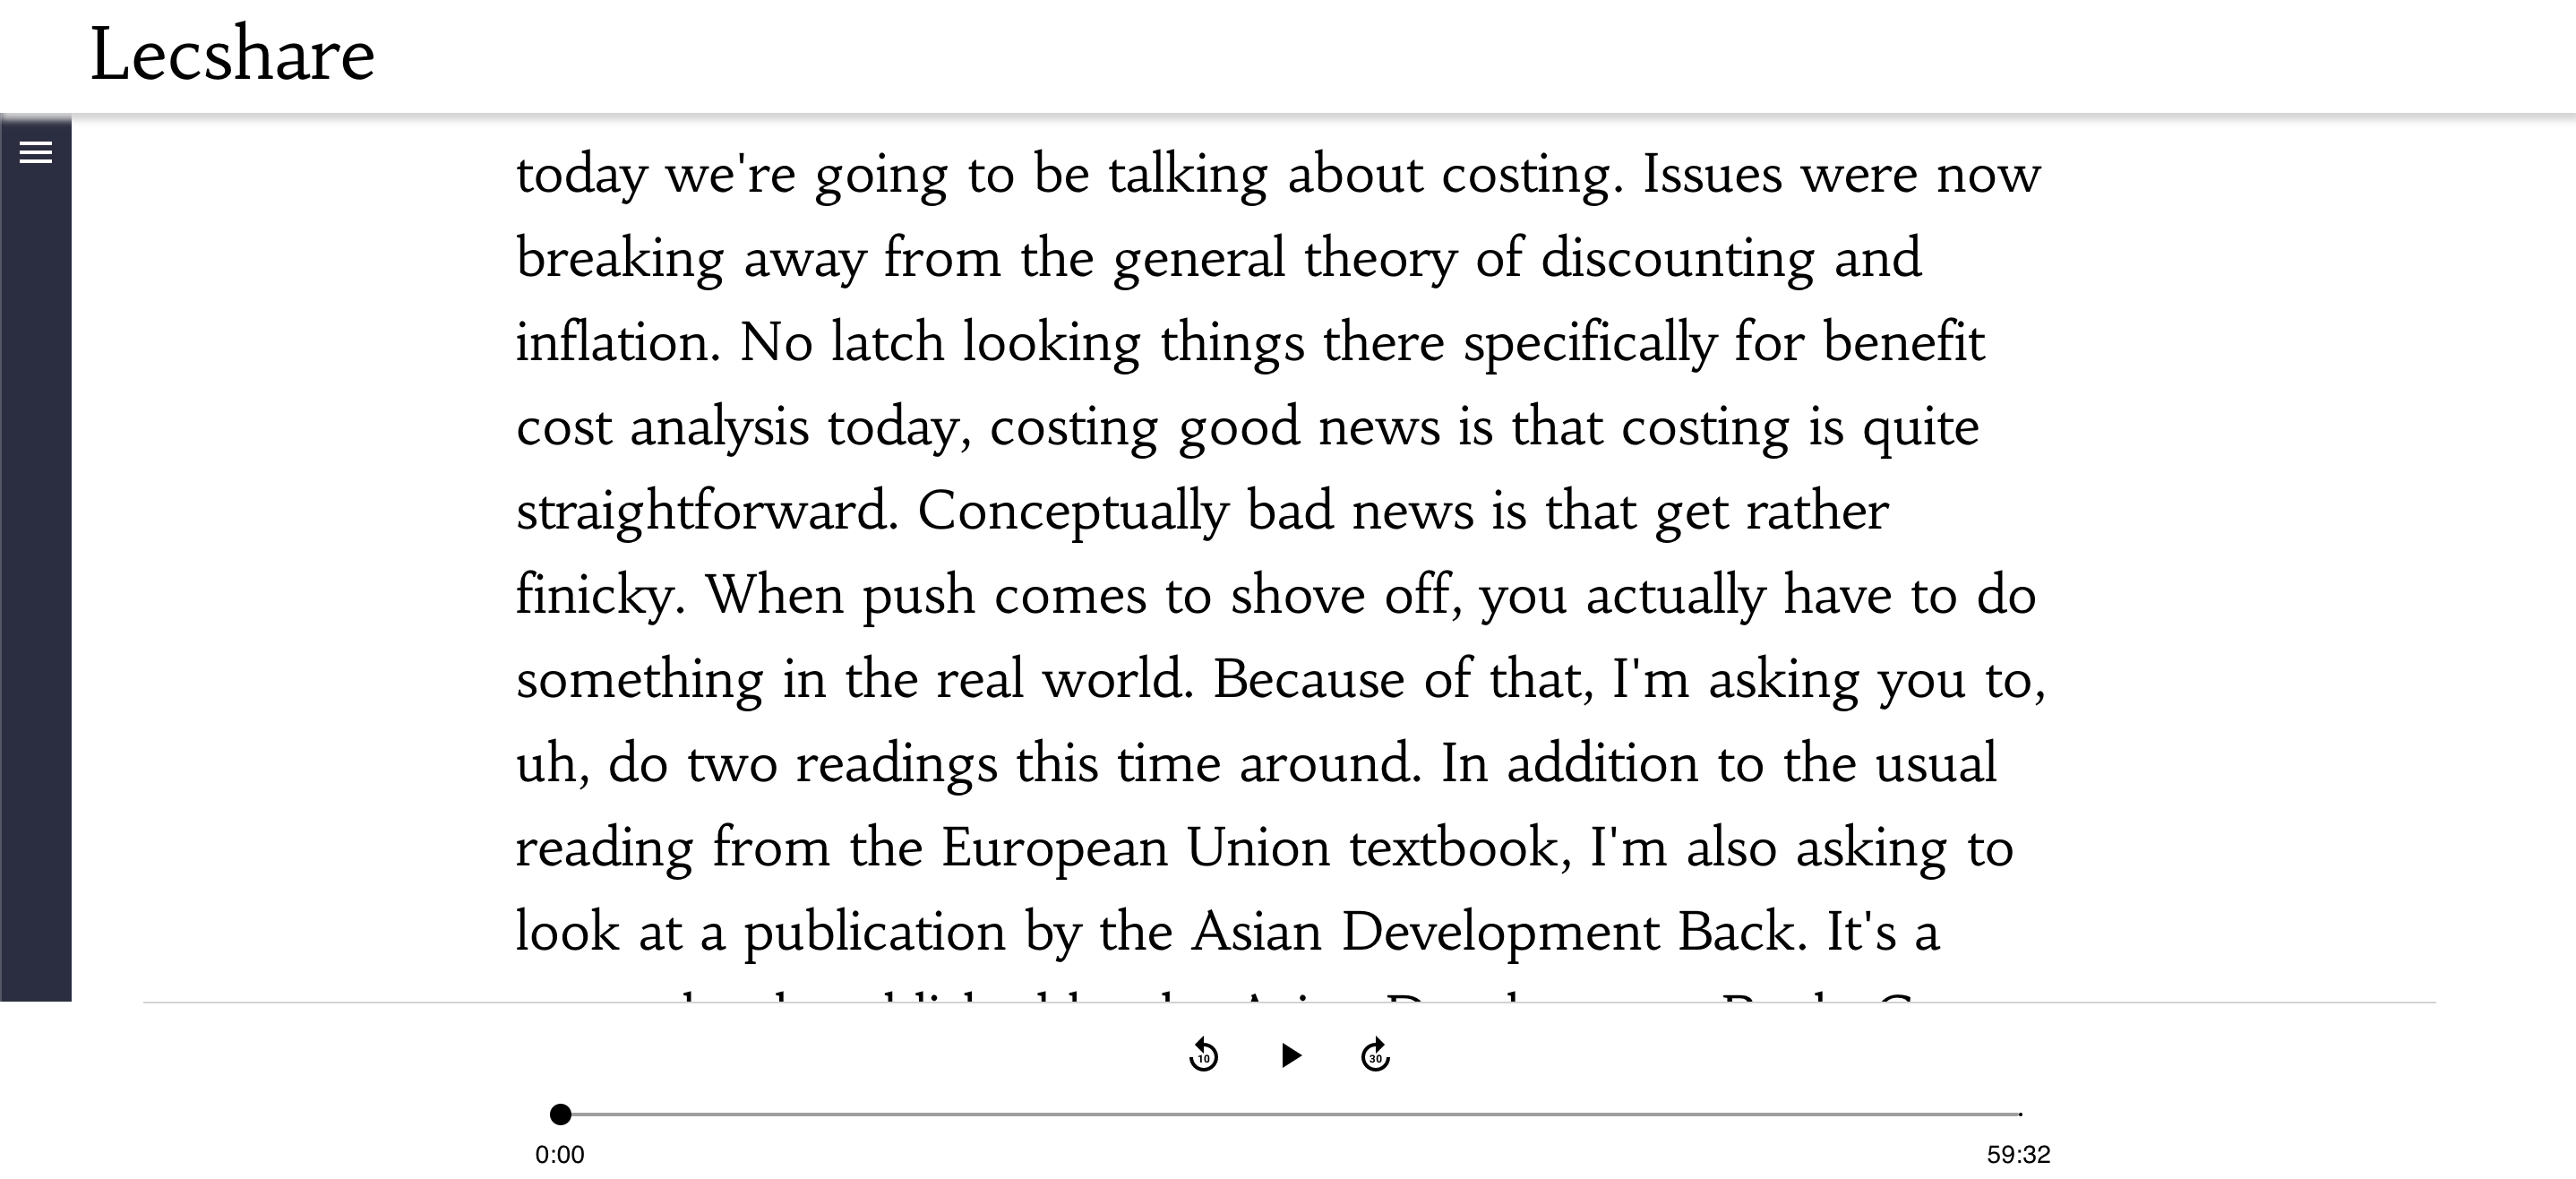 Lecshare
today we're going to be talking about costing. Issues were now
breaking away from the general theory of discounting and
inflation. No latch looking things there specifically for benefit
cost analysis today, costing good news is that costing is quite
straightforward. Conceptually bad news is that get rather
finicky. When push comes to shove off, you actually have to do
something in the real world. Because of that, I'm asking you to,
uh, do two readings this time around. In addition to the usual
reading from the European Union textbook, I'm also asking to
look at a publication by the Asian Development Back. It's a
10
30
0:00
59:32